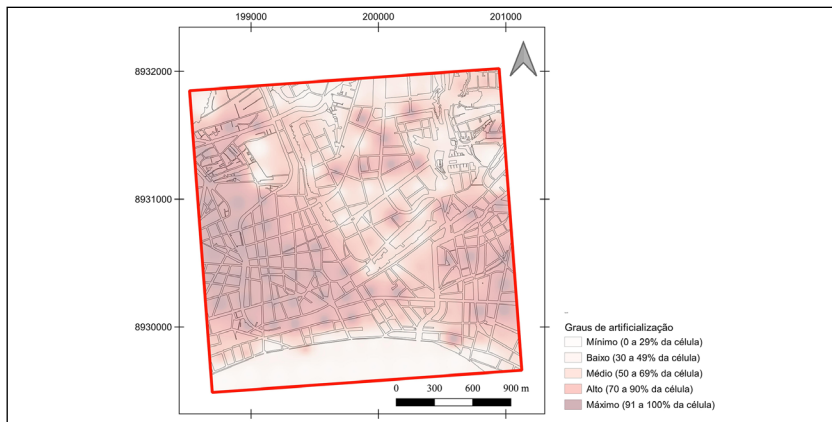 199000 200000 201000
8932000
8931000
8930000
Graus de artificialização
Mínimo (0 a 29% da célula)
Baixo (30 a 49% da célula)
Médio (50 a 69% da célula)
Alto (70 a 90% da célula)
Máximo (91 a 100% da célula)
0 300 600 900 m